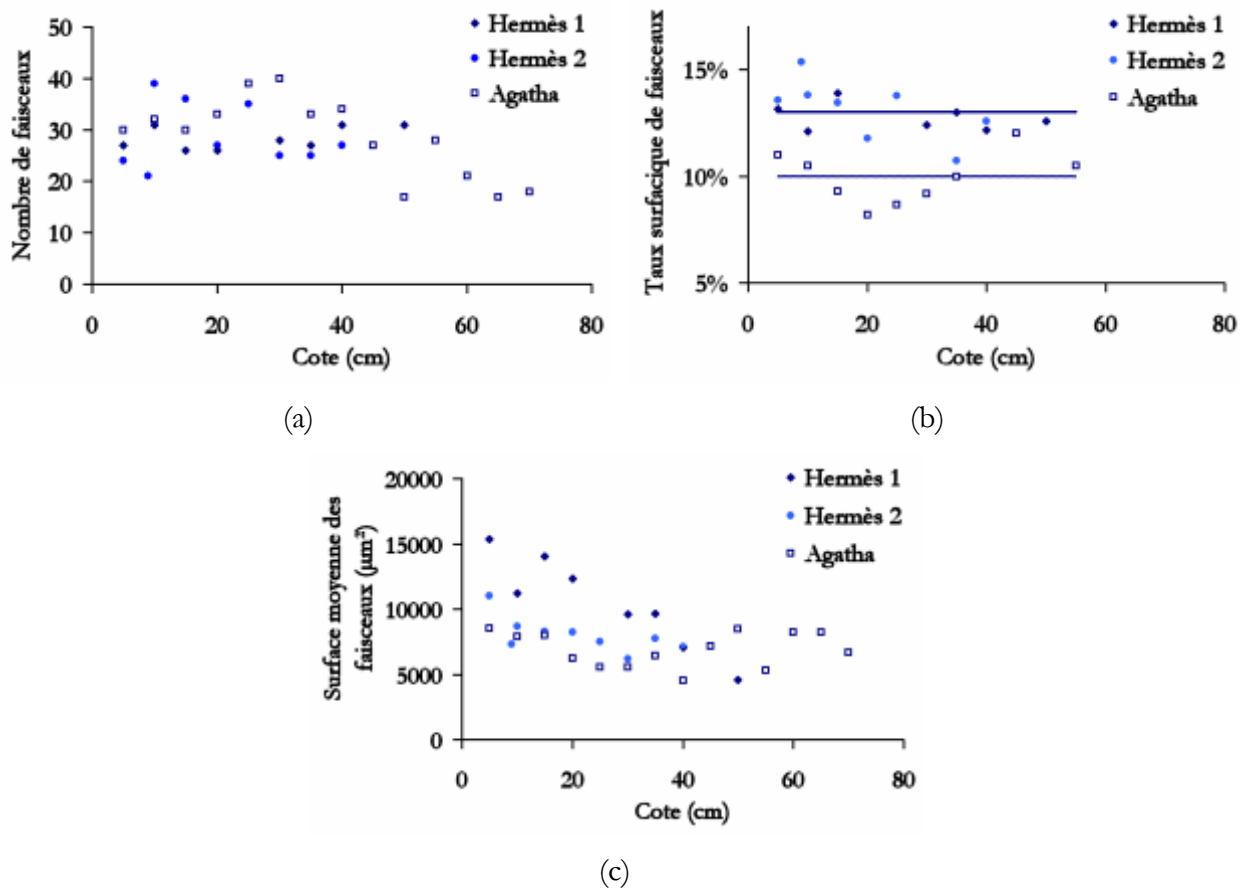 Nombre de faisceaux
50
40
30
20
10
0
0 20 40 60 80
Cote (cm)
Hermès 1
Hermès 2
Agatha
(a)
Taux surfacique de faisceaux
15%
10%
5%
0 20 40 60 80
Cote (cm)
Hermès 1
Hermès 2
Agatha
(b)
Surface moyenne des
faisceaux (µm²)
20000
15000
10000
5000
0
0 20 40 60 80
Cote (cm)
Hermès 1
Hermès 2
Agatha
(c)